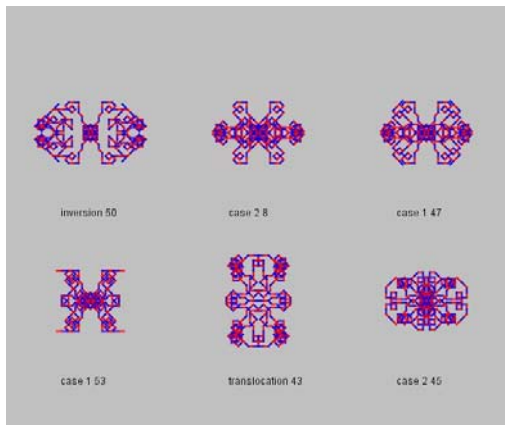 inversion 50
case 2 8
case 1 47
case 1 53
translocation 43
case 2 45